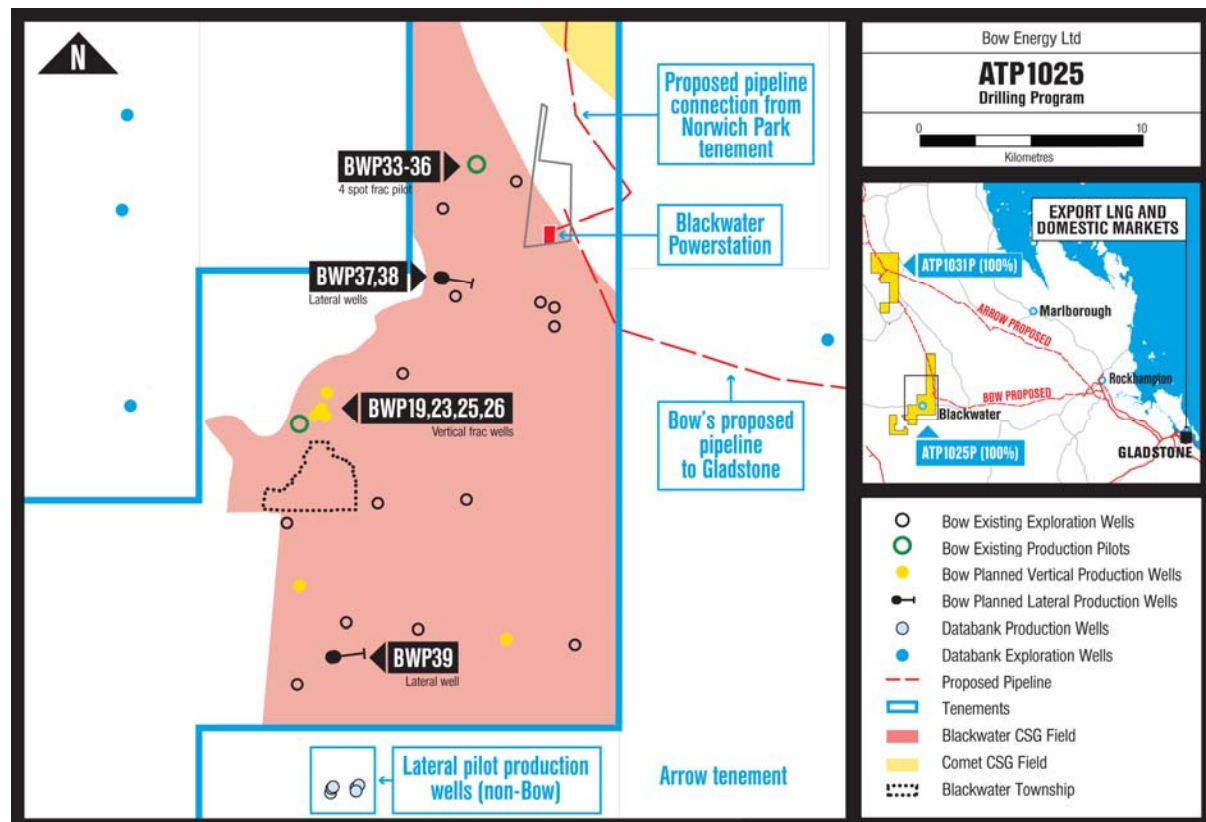 N
BWP33-36
4 spot frac pilot
BWP37,38
Lateral wells
BWP19,23,25,26
Vertical frac wells
BWP39
Lateral well
Proposed pipeline
connection from
Norwich Park
tenement
Blackwater
Powerstation
Bow's proposed
pipeline
to Gladstone
Lateral pilot production
wells (non-Bow)
Arrow tenement
Bow Energy Ltd
ATP1025
Drilling Program
0 10
Kilometres
EXPORT LNG AND
DOMESTIC MARKETS
ATP1031P (100%)
Marlborough
ARROW PROPOSED
Rockhampton
BOW PROPOSED
Blackwater
ATP1025P (100%)
GLADSTONE
Bow Existing Exploration Wells
Bow Existing Production Pilots
Bow Planned Vertical Production Wells
Bow Planned Lateral Production Wells
Databank Production Wells
Databank Exploration Wells
Proposed Pipeline
Tenements
Blackwater CSG Field
Comet CSG Field
Blackwater Township